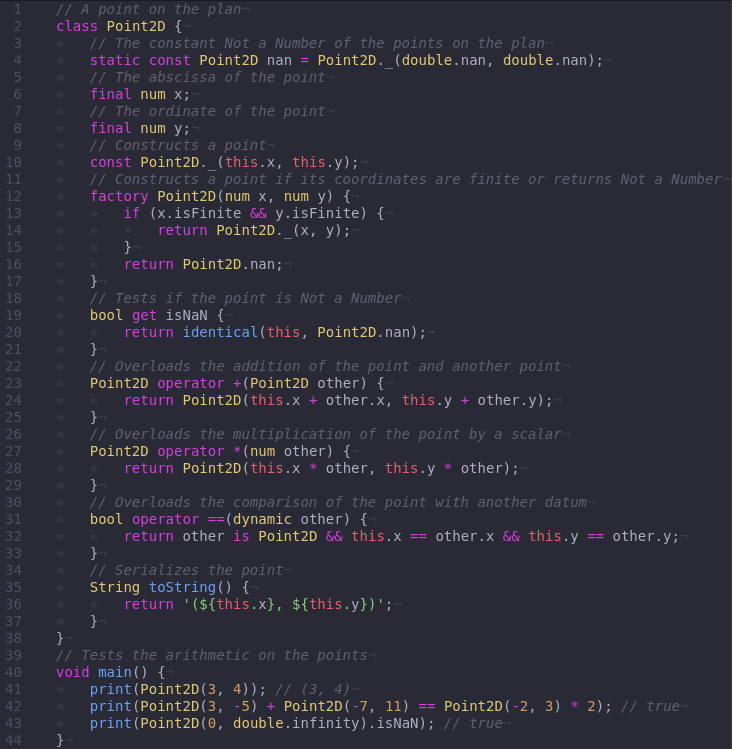 1 // A point on the plan
2 class Point2D {
3 // The constant Not a Number of the points on the plan
4 static const Point2D nan = Point2D._(double.nan, double.nan);
5 // The abscissa of the point
6 final num x;
7 // The ordinate of the point
8 final num y;
9 // Constructs a point
10 const Point2D._(this.x, this.y);
11 // Constructs a point if its coordinates are finite or returns Not a Number
12 factory Point2D(num x, num y) {
13 if (x.isFinite && y.isFinite) {
14 return Point2D._(x, y);
15 }
16 return Point2D.nan;
17 }
18 // Tests if the point is Not a Number
19 bool get isNaN {
20 return identical(this, Point2D.nan);
21 }
22 // Overloads the addition of the point and another point
23 Point2D operator +(Point2D other) {
24 return Point2D(this.x + other.x, this.y + other.y);
25 }
26 // Overloads the multiplication of the point by a scalar
27 Point2D operator *(num other) {
28 return Point2D(this.x * other, this.y * other);
29 }
30 // Overloads the comparison of the point with another datum
31 bool operator ==(dynamic other) {
32 return other is Point2D && this.x == other.x && this.y == other.y;
33 }
34 // Serializes the point
35 String toString() {
36 return '(${this.x}, ${this.y})';
37 }
38 }
39 // Tests the arithmetic on the points
40 void main() {
41 print(Point2D(3, 4)); // (3, 4)
42 print(Point2D(3, -5) + Point2D(-7, 11) == Point2D(-2, 3) * 2); // true
43 print(Point2D(0, double.infinity).isNaN); // true
44 }